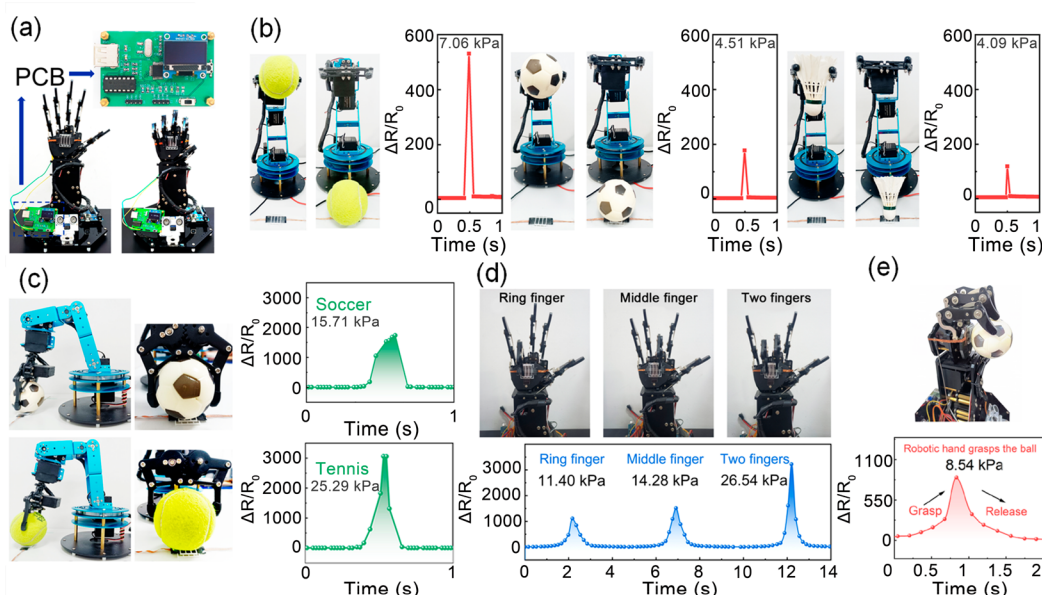 (a)
PCB
(b)
600
400
200
0
ΔR/R0
7.06 kPa
0
0.5
1
Time (s)
600
400
200
0
ΔR/R0
4.51 kPa
0
0.5
1
Time (s)
600
400
200
0
ΔR/R0
4.09 kPa
0
0.5
1
Time (s)
(c)
3000
2000
1000
0
ΔR/R0
Soccer
15.71 kPa
0
1
Time (s)
3000
2000
1000
0
ΔR/R0
Tennis
25.29 kPa
0
1
Time (s)
(d)
Ring finger
Middle finger
Two fingers
3000
2000
1000
0
ΔR/R0
Ring finger
Middle finger
Two fingers
11.40 kPa
14.28 kPa
26.54 kPa
0 2 4 6 8 10 12 14
Time (s)
(e)
1100
550
0
ΔR/R0
Robotic hand grasps the ball
8.54 kPa
Grasp
Release
0 0.5 1 1.5 2
Time (s)